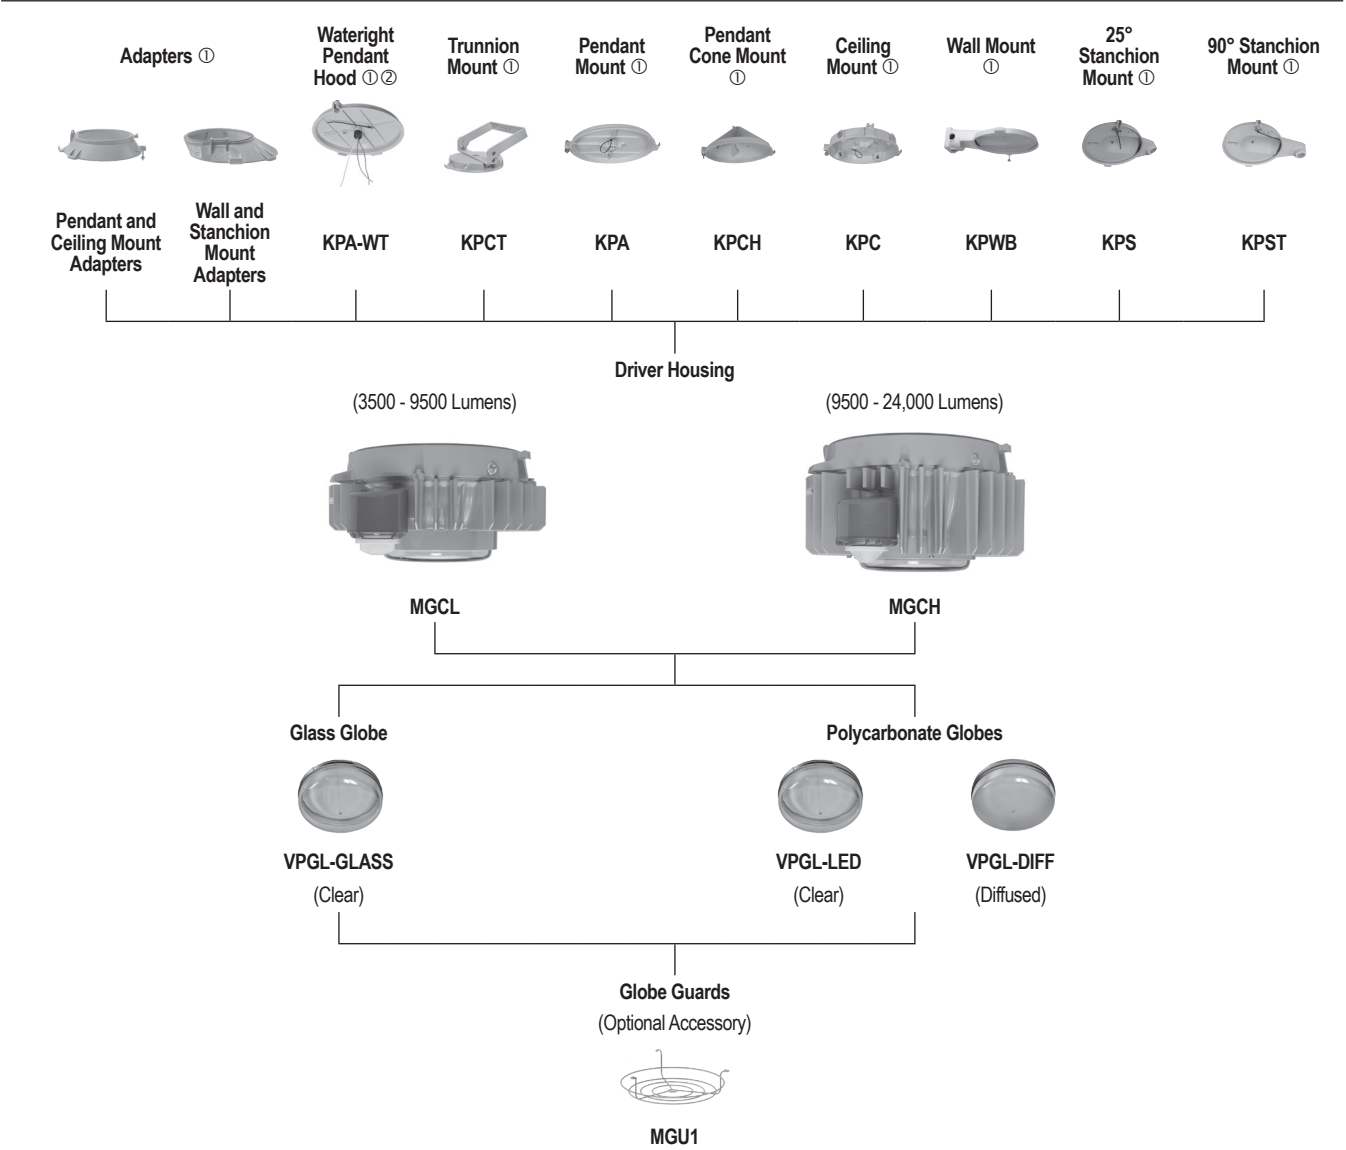 Adapters ①
Wateright
Pendant
Hood ①②
Trunnion
Mount ①
Pendant
Mount ①
Pendant
Cone Mount
①
Ceiling
Mount ①
Wall Mount
①
25°
Stanchion
Mount ①
90° Stanchion
Mount ①
Pendant and
Ceiling Mount
Adapters
Wall and
Stanchion
Mount
Adapters
KPA-WT
KPCT
KPA
KPCH
KPC
KPWB
KPS
KPST
Driver Housing
(3500 - 9500 Lumens)
(9500 - 24,000 Lumens)
MGCL
MGCH
Glass Globe
Polycarbonate Globes
VPGL-GLASS
(Clear)
VPGL-LED
(Clear)
VPGL-DIFF
(Diffused)
Globe Guards
(Optional Accessory)
MGU1